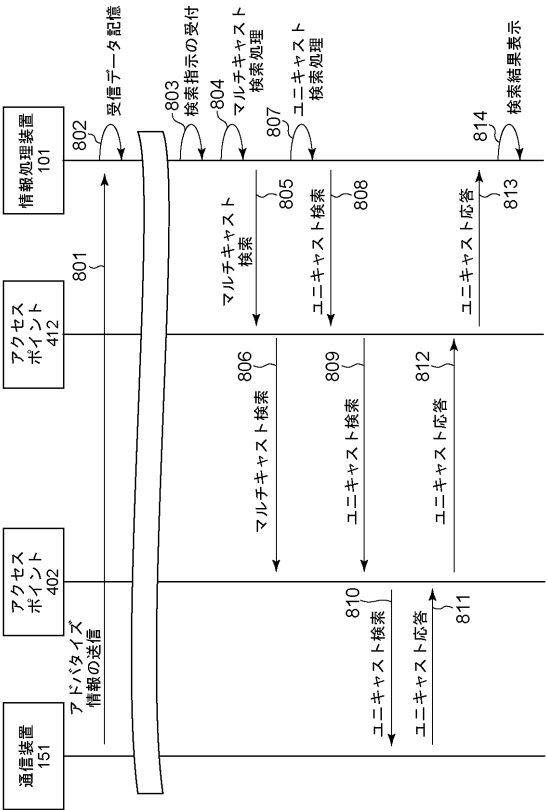 通信装置
151
アクセス
ポイント
402
アクセス
ポイント
412
情報処理装置
101
アドバタイズ
情報の送信
801
802
受信データ記憶
803
検索指示の受付
804
マルチキャスト
検索処理
マルチキャスト
検索
805
マルチキャスト検索
806
807
ユニキャスト
検索処理
ユニキャスト検索
808
ユニキャスト検索
809
ユニキャスト検索
810
ユニキャスト応答
811
ユニキャスト応答
812
ユニキャスト応答
813
814
検索結果表示